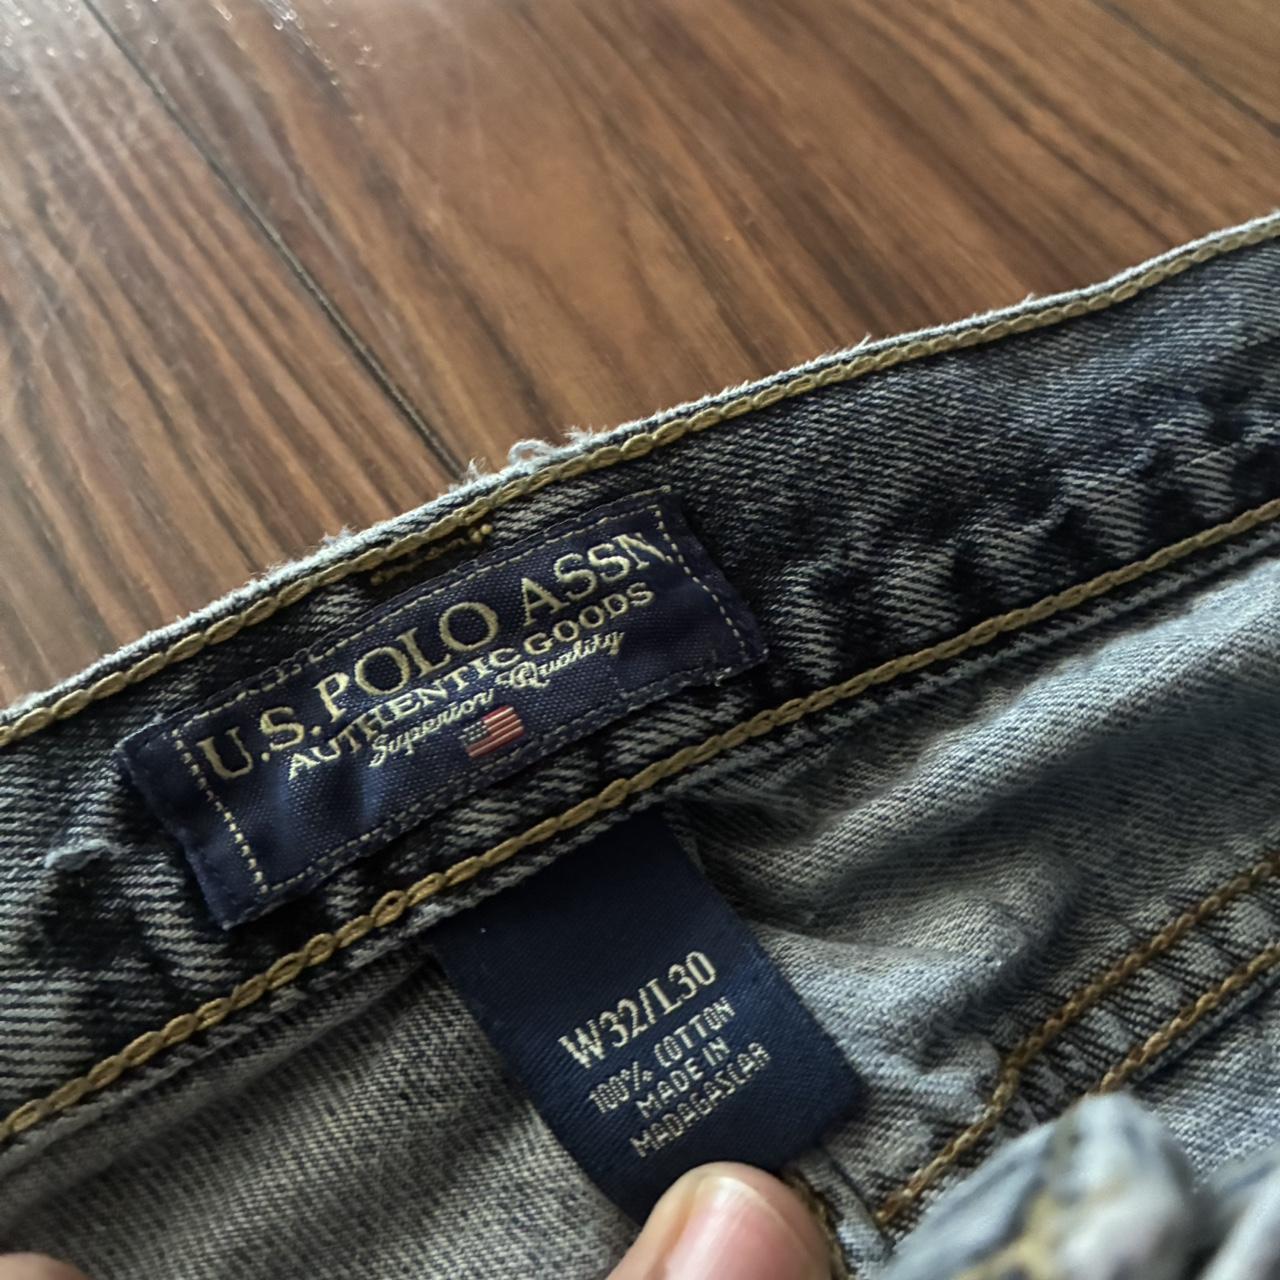 U.S. POLO ASSN
AUTHENTIC GOODS
Superior Quality
W32/L30
100% COTTON
MADE IN
MADAGASCAR